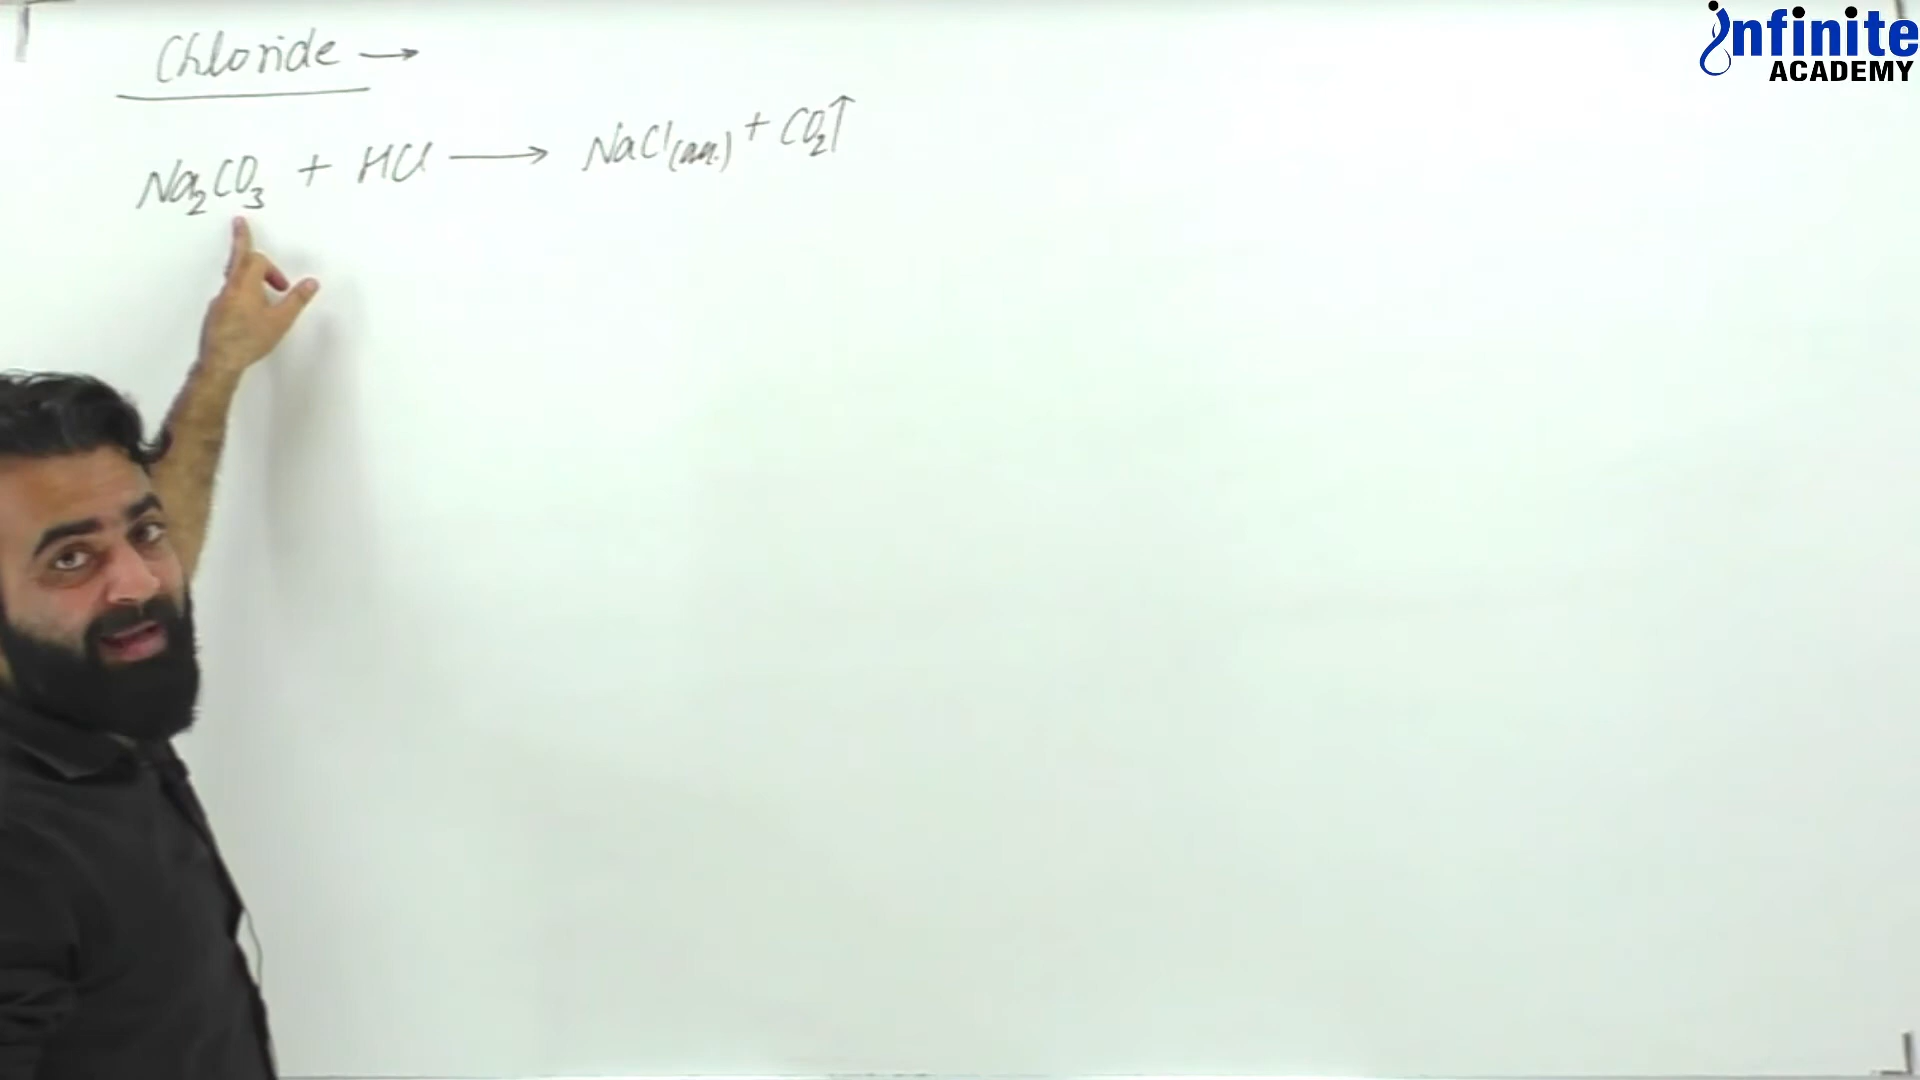 infinite
ACADEMY
Chloride →
Na₂CO₃ + HCl ⟶ NaCl(aq.) + CO₂↑